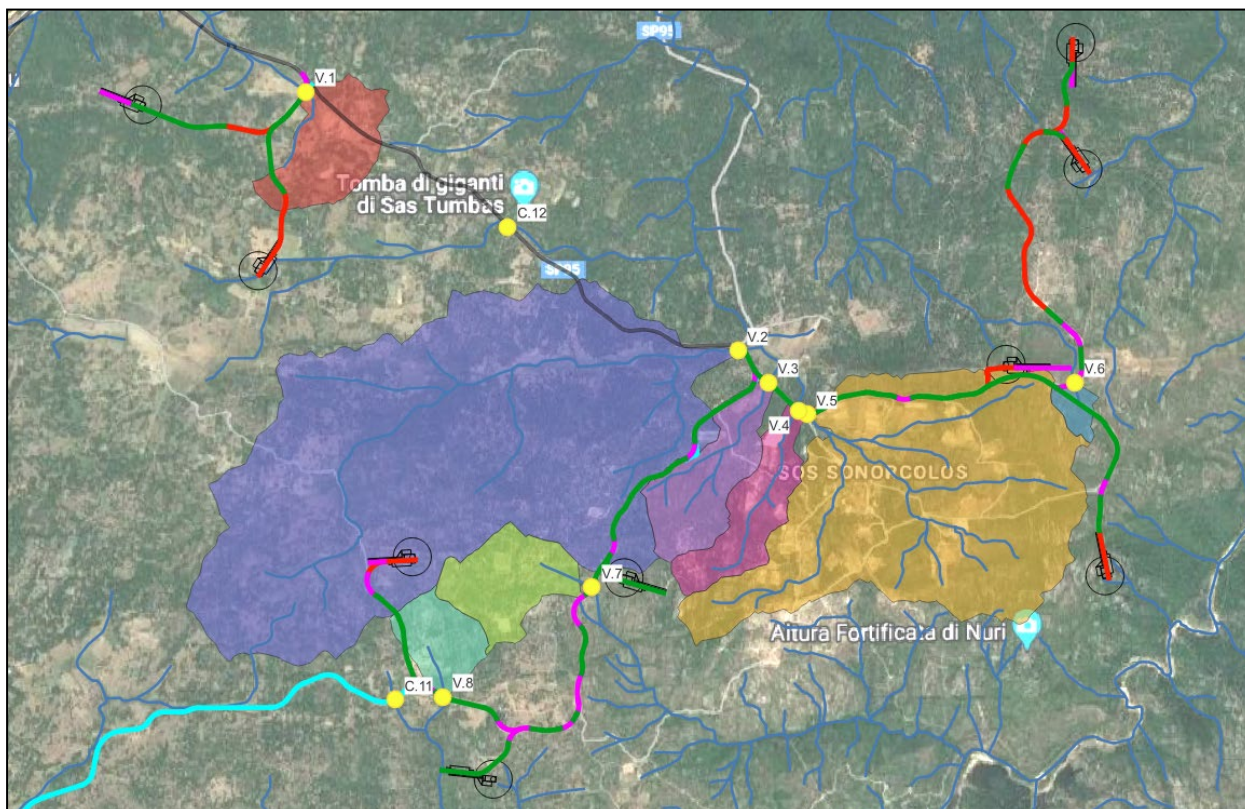 SP95
V.1
Tomba di giganti
di Sas Tumbas
C.12
SP95
V.2
V.3
V.6
V.5
V.4
SOS SONORCOLOS
V.7
Altura Fortificata di Nuri
C.11
V.8